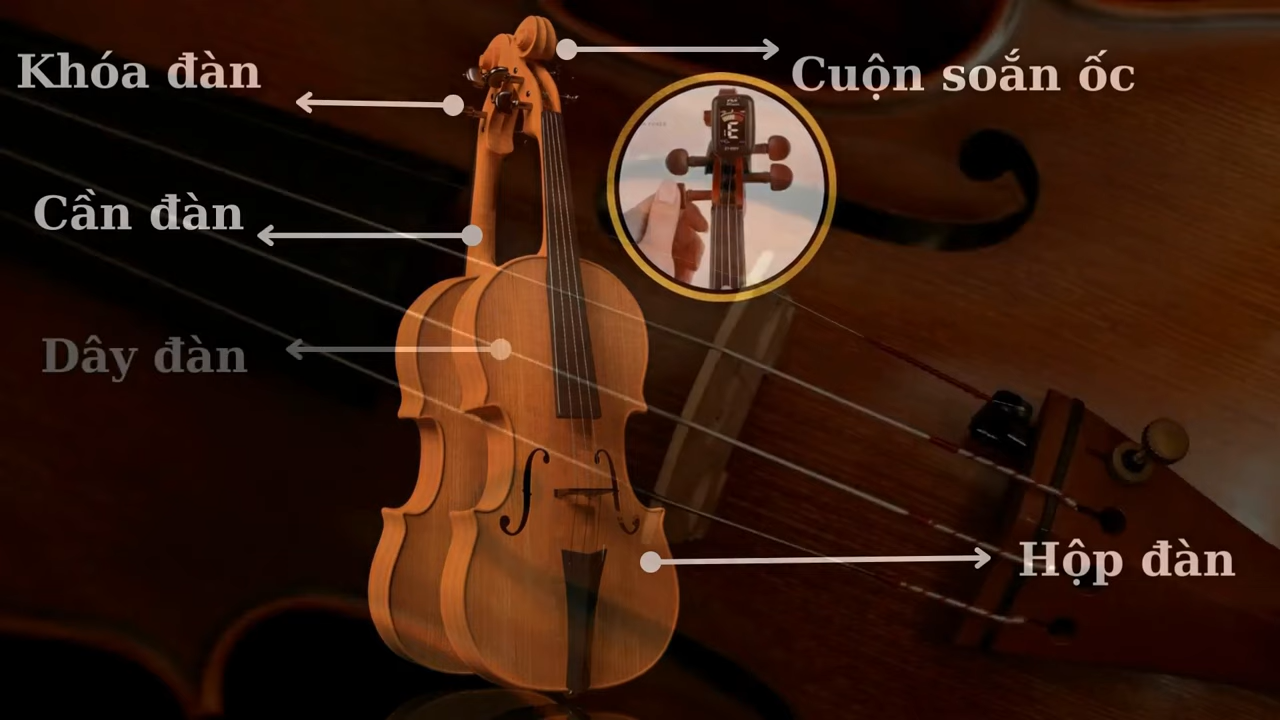 Khóa đàn
Cuộn soắn ốc
Cần đàn
Dây đàn
Hộp đàn
E